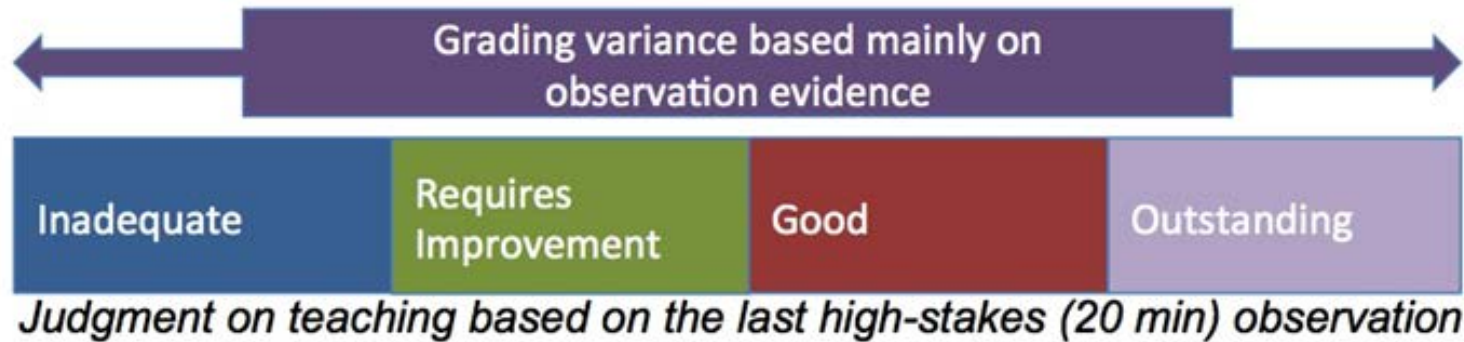 Grading variance based mainly on
observation evidence
Inadequate
Requires
Improvement
Good
Outstanding
Judgment on teaching based on the last high-stakes (20 min) observation